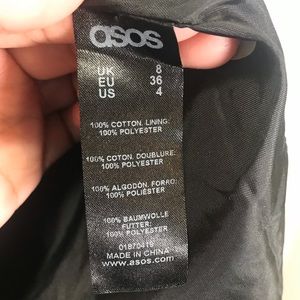 asos
UK 8
EU 36
US 4
100% COTTON. LINING:
100% POLYESTER
100% COTON. DOUBLURE:
100% POLYESTER
100% ALGODÓN. FORRO:
100% POLIÉSTER
100% BAUMWOLLE
FUTTER:
100% POLYESTER
01870416
MADE IN CHINA
www.asos.com